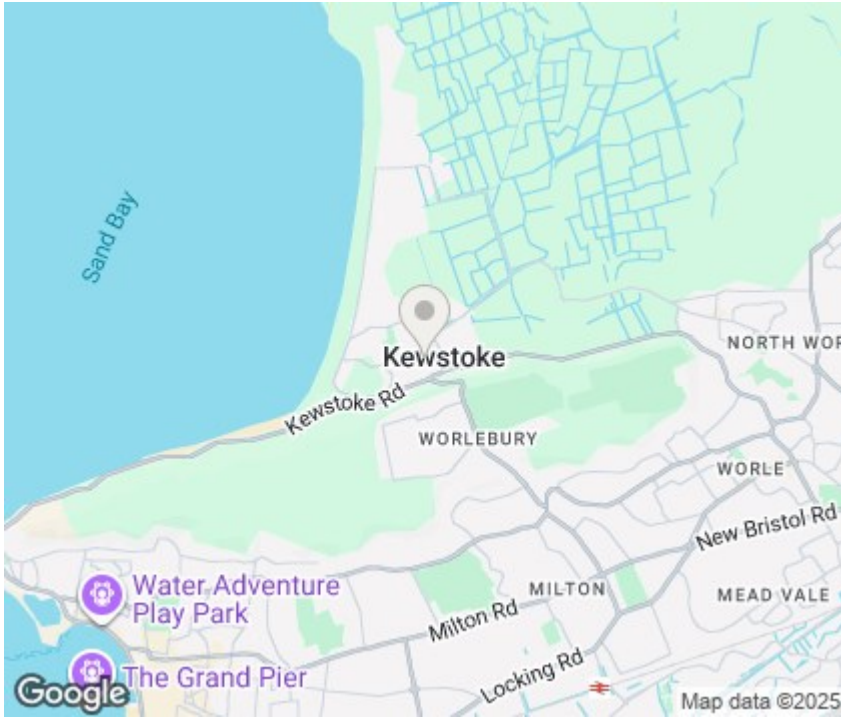 Sand Bay
Kewstoke
NORTH WOR
Kewstoke Rd
WORLEBURY
WORLE
New Bristol Rd
Water Adventure
Play Park
MILTON
MEAD VALE
Milton Rd
The Grand Pier
Locking Rd
Google
Map data ©2025